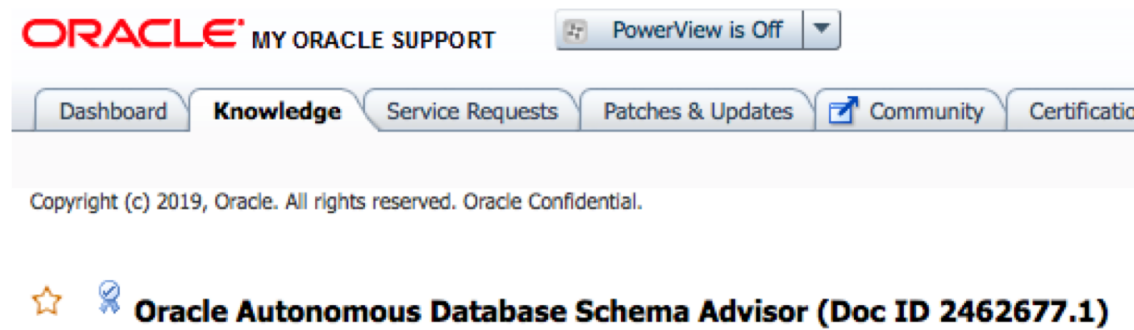 ORACLE MY ORACLE SUPPORT PowerView is Off
Dashboard Knowledge Service Requests Patches & Updates Community Certificatio
Copyright (c) 2019, Oracle. All rights reserved. Oracle Confidential.
Oracle Autonomous Database Schema Advisor (Doc ID 2462677.1)